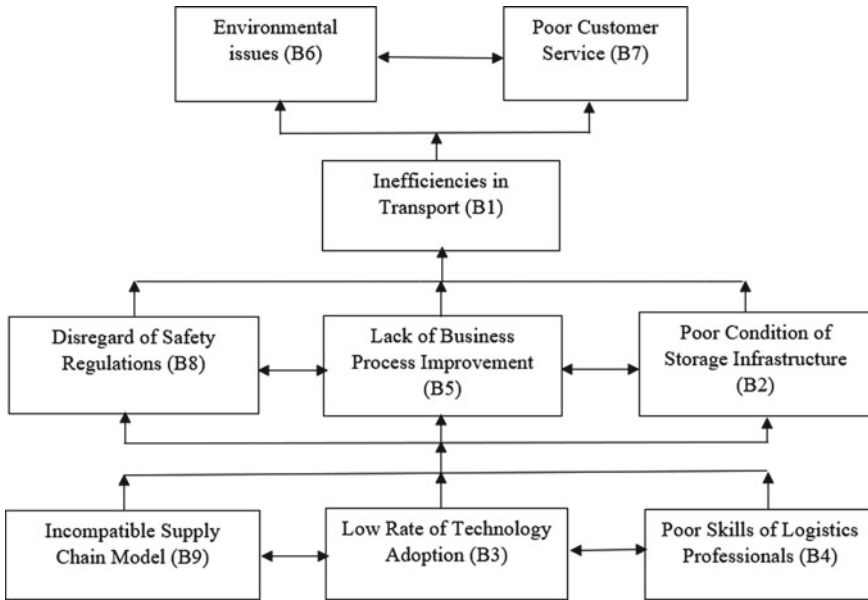 Environmental
issues (B6)
Poor Customer
Service (B7)
Inefficiencies in
Transport (B1)
Disregard of Safety
Regulations (B8)
Lack of Business
Process Improvement
(B5)
Poor Condition of
Storage Infrastructure
(B2)
Incompatible Supply
Chain Model (B9)
Low Rate of Technology
Adoption (B3)
Poor Skills of Logistics
Professionals (B4)